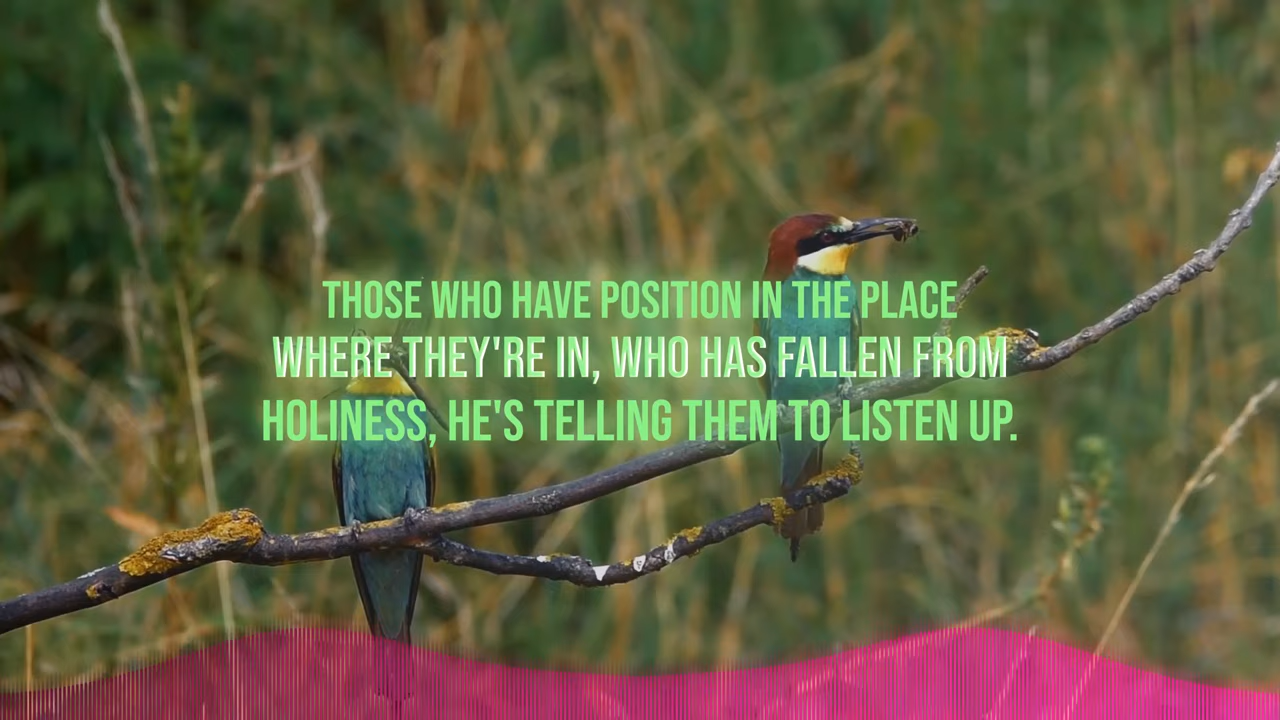 THOSE WHO HAVE POSITION IN THE PLACE
WHERE THEY'RE IN, WHO HAS FALLEN FROM
HOLINESS, HE'S TELLING THEM TO LISTEN UP.